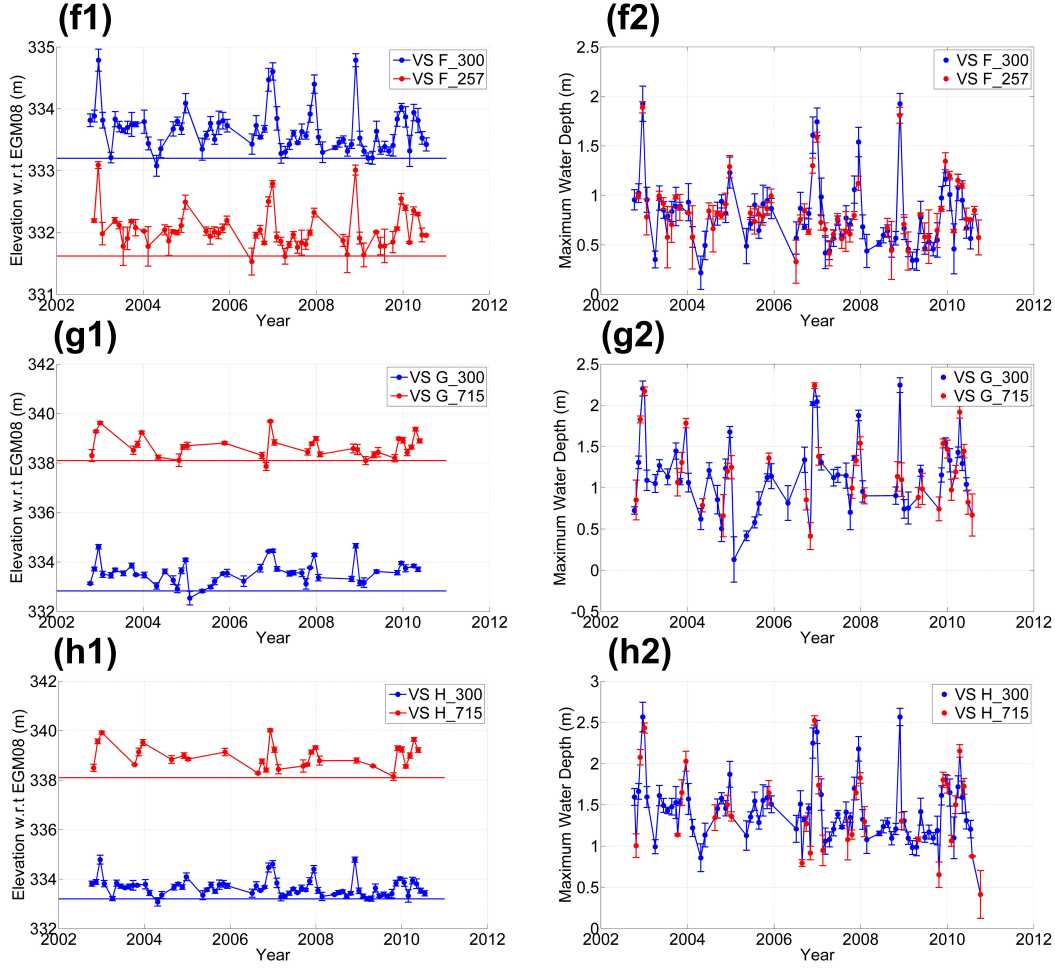 (f1)
Elevation w.r.t EGM08 (m)
335
334
333
332
331
VS F_300
VS F_257
2002 2004 2006 2008 2010 2012
Year
(f2)
Maximum Water Depth (m)
2.5
2
1.5
1
0.5
0
VS F_300
VS F_257
2002 2004 2006 2008 2010 2012
Year
(g1)
Elevation w.r.t EGM08 (m)
342
340
338
336
334
332
VS G_300
VS G_715
2002 2004 2006 2008 2010 2012
Year
(g2)
Maximum Water Depth (m)
2.5
2
1.5
1
0.5
0
-0.5
VS G_300
VS G_715
2002 2004 2006 2008 2010 2012
Year
(h1)
Elevation w.r.t EGM08 (m)
342
340
338
336
334
332
VS H_300
VS H_715
2002 2004 2006 2008 2010 2012
Year
(h2)
Maximum Water Depth (m)
3
2.5
2
1.5
1
0.5
0
VS H_300
VS H_715
2002 2004 2006 2008 2010 2012
Year